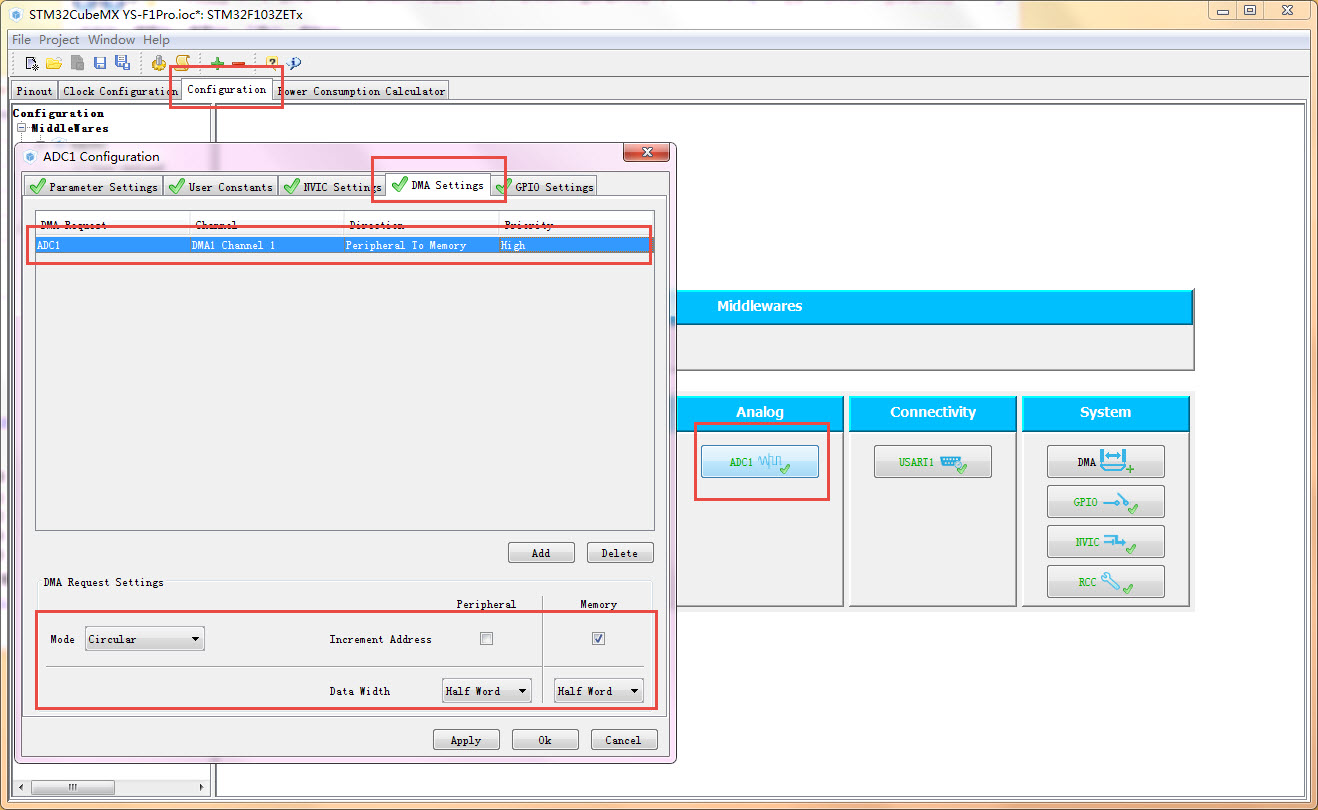 STM32CubeMX YS-F1Pro.ioc*: STM32F103ZETx
File Project Window Help
Pinout Clock Configuration Configuration Power Consumption Calculator
Configuration
MiddleWares
ADC1 Configuration
Parameter Settings User Constants NVIC Settings DMA Settings GPIO Settings
DMA Request Channel Direction Priority
ADC1 DMA1 Channel 1 Peripheral To Memory High
Middlewares
Analog Connectivity System
ADC1 USART1 DMA
GPIO
NVIC
RCC
Add Delete
DMA Request Settings
Peripheral Memory
Mode Circular Increment Address
Data Width Half Word Half Word
Apply Ok Cancel